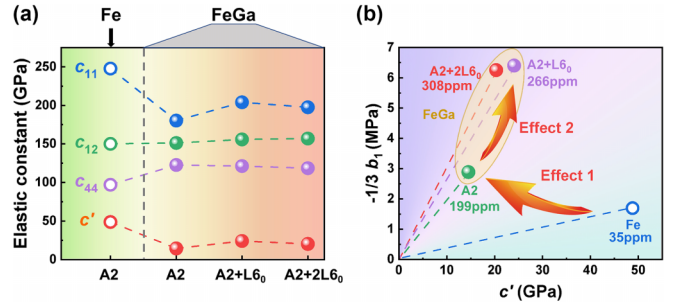 (a)
Fe
FeGa
Elastic constant (GPa)
250
200
150
100
50
0
c₁₁
c₁₂
c₄₄
c′
A2
A2
A2+L6₀
A2+2L6₀
(b)
-1/3 b₁ (MPa)
7
6
5
4
3
2
1
0
A2+2L6₀
308ppm
A2+L6₀
266ppm
FeGa
Effect 2
A2
199ppm
Effect 1
Fe
35ppm
0
10
20
30
40
50
c′ (GPa)